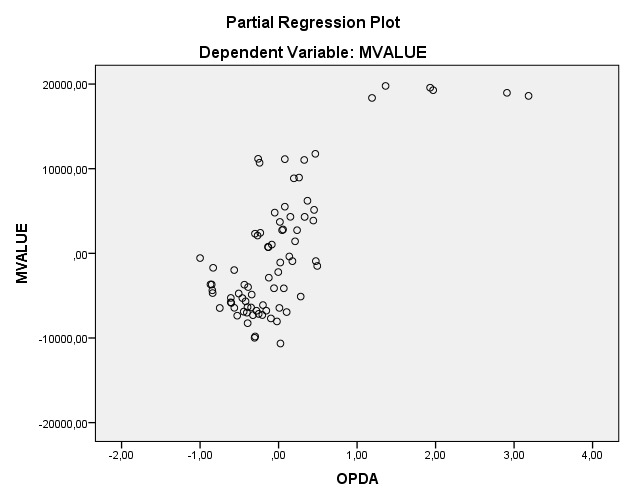 Partial Regression Plot
Dependent Variable: MVALUE
20000,00
10000,00
,00
-10000,00
-20000,00
MVALUE
-2,00 -1,00 ,00 1,00 2,00 3,00 4,00
OPDA